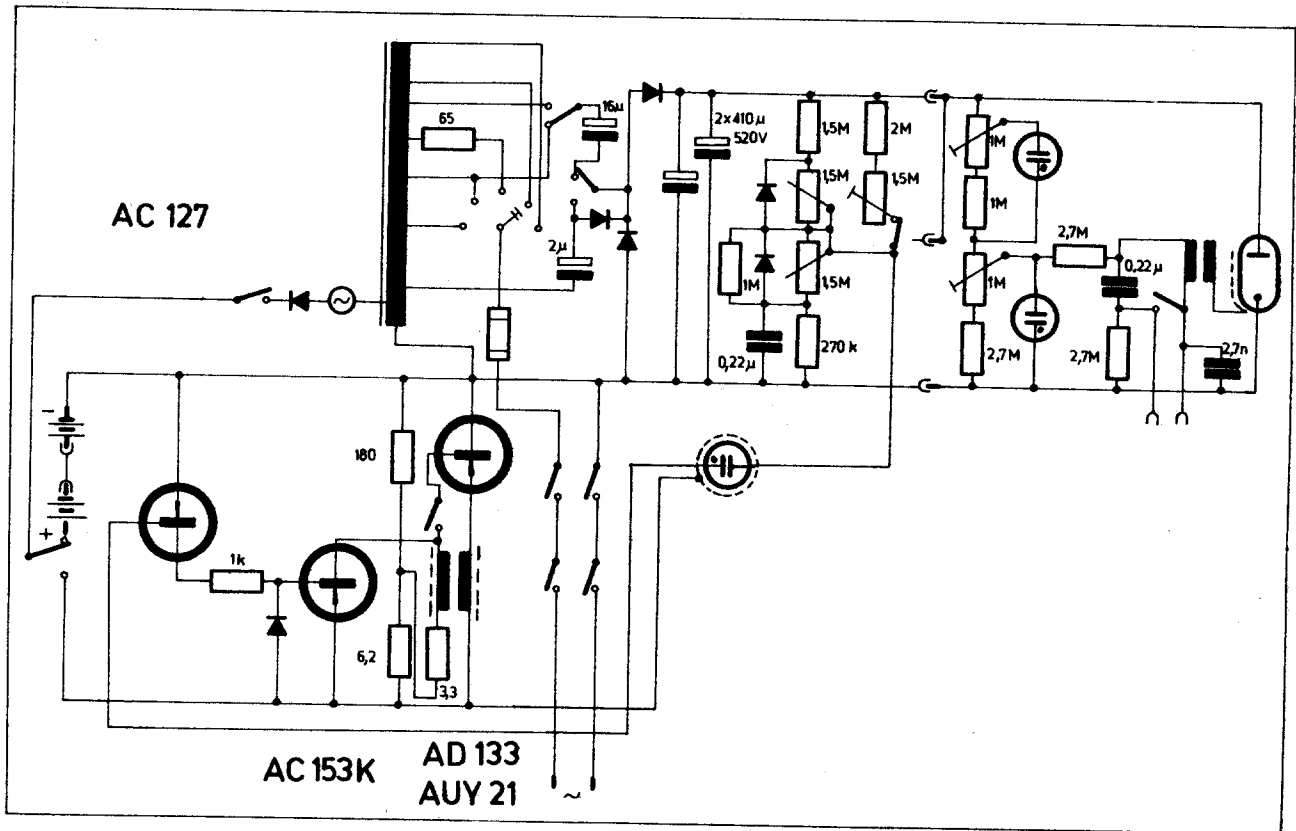 16µ
65
2x410µ
520V
1,5M
2M
1M
1,5M
1,5M
1M
AC 127
2,7M
0,22µ
2µ
1M
1,5M
1M
270k
0,22µ
2,7M
2,7M
2,7n
-
180
+
1k
6,2
3,3
AC 153K
AD 133
AUY 21
~